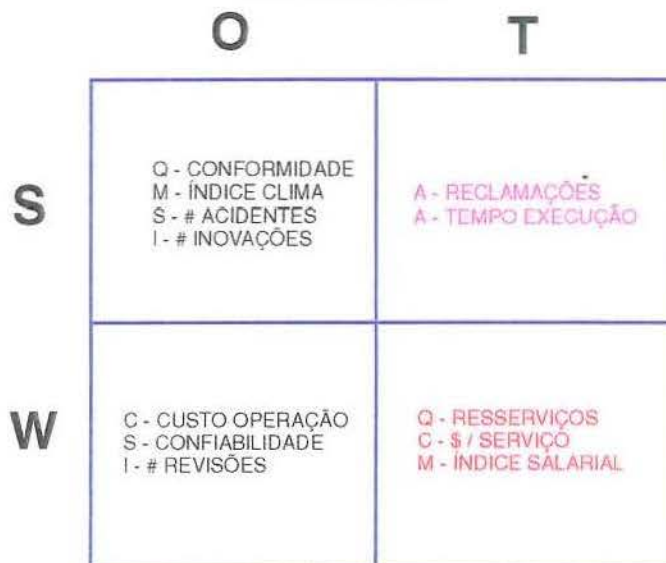 O T
S
Q - CONFORMIDADE
M - ÍNDICE CLIMA
S - # ACIDENTES
I - # INOVAÇÕES
A - RECLAMAÇÕES
A - TEMPO EXECUÇÃO
W
C - CUSTO OPERAÇÃO
S - CONFIABILIDADE
I - # REVISÕES
Q - RESSERVIÇOS
C - $ / SERVIÇO
M - ÍNDICE SALARIAL